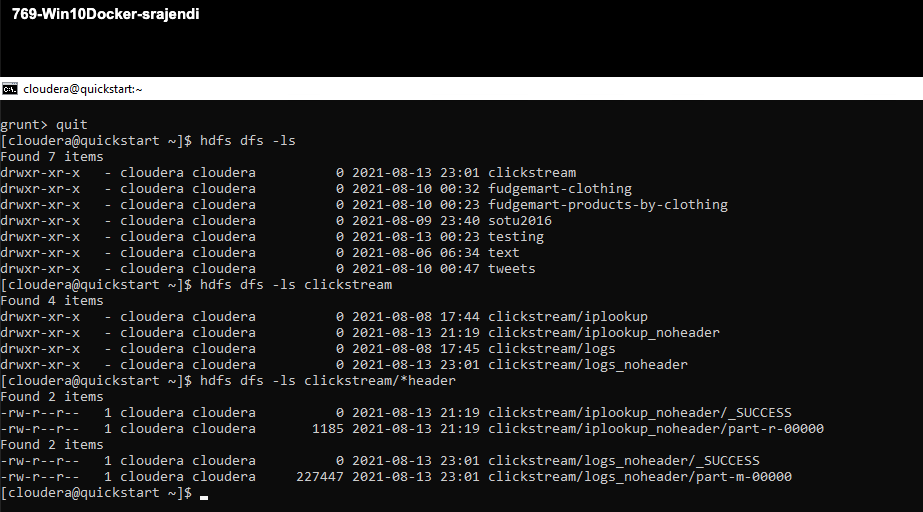 769-Win10Docker-srajendi
cloudera@quickstart:~
grunt> quit
[cloudera@quickstart ~]$ hdfs dfs -ls
Found 7 items
drwxr-xr-x   - cloudera cloudera          0 2021-08-13 23:01 clickstream
drwxr-xr-x   - cloudera cloudera          0 2021-08-10 00:32 fudgemart-clothing
drwxr-xr-x   - cloudera cloudera          0 2021-08-10 00:23 fudgemart-products-by-clothing
drwxr-xr-x   - cloudera cloudera          0 2021-08-09 23:40 sotu2016
drwxr-xr-x   - cloudera cloudera          0 2021-08-13 00:23 testing
drwxr-xr-x   - cloudera cloudera          0 2021-08-06 06:34 text
drwxr-xr-x   - cloudera cloudera          0 2021-08-10 00:47 tweets
[cloudera@quickstart ~]$ hdfs dfs -ls clickstream
Found 4 items
drwxr-xr-x   - cloudera cloudera          0 2021-08-08 17:44 clickstream/iplookup
drwxr-xr-x   - cloudera cloudera          0 2021-08-13 21:19 clickstream/iplookup_noheader
drwxr-xr-x   - cloudera cloudera          0 2021-08-08 17:45 clickstream/logs
drwxr-xr-x   - cloudera cloudera          0 2021-08-13 23:01 clickstream/logs_noheader
[cloudera@quickstart ~]$ hdfs dfs -ls clickstream/*header
Found 2 items
-rw-r--r--   1 cloudera cloudera          0 2021-08-13 21:19 clickstream/iplookup_noheader/_SUCCESS
-rw-r--r--   1 cloudera cloudera       1185 2021-08-13 21:19 clickstream/iplookup_noheader/part-r-00000
Found 2 items
-rw-r--r--   1 cloudera cloudera          0 2021-08-13 23:01 clickstream/logs_noheader/_SUCCESS
-rw-r--r--   1 cloudera cloudera     227447 2021-08-13 23:01 clickstream/logs_noheader/part-m-00000
[cloudera@quickstart ~]$ _